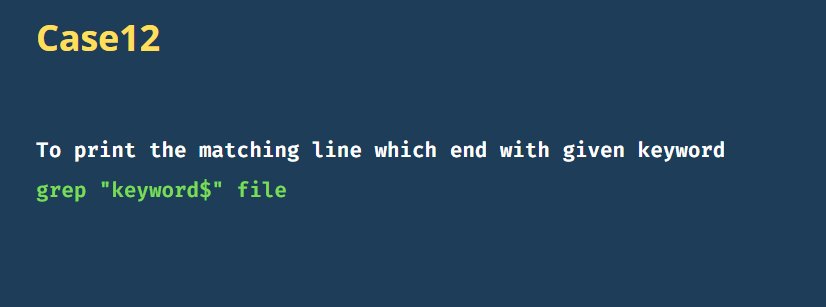 Case12
To print the matching line which end with given keyword
grep "keyword$" file